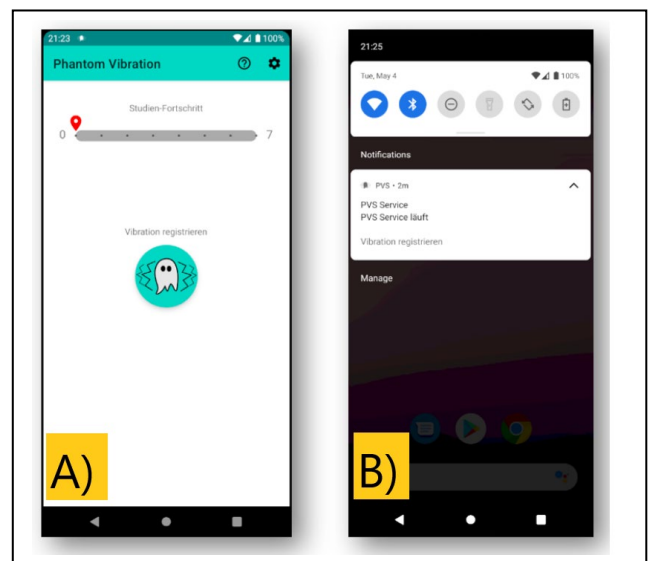 21:23 100%
Phantom Vibration
Studien-Fortschritt
0 7
Vibration registrieren
A)
21:25
Tue, May 4 100%
Notifications
PVS • 2m
PVS Service
PVS Service läuft
Vibration registrieren
Manage
B)